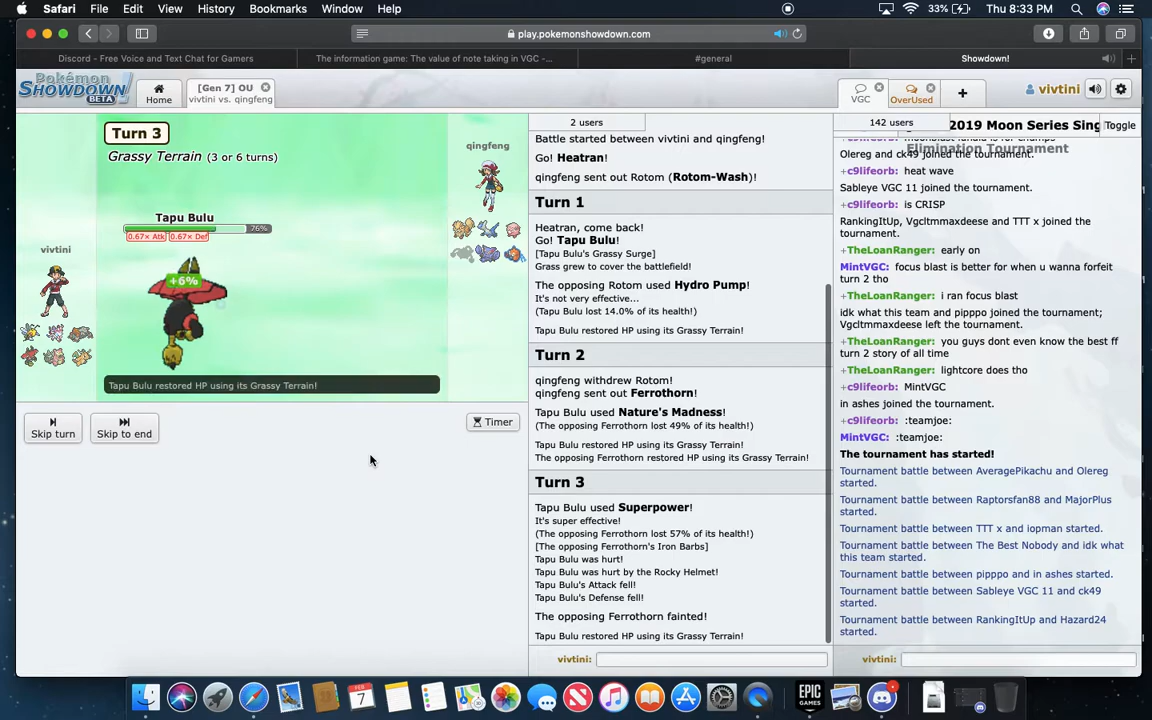 Safari File Edit View History Bookmarks Window Help
33% Thu 8:33 PM
play.pokemonshowdown.com
Discord - Free Voice and Text Chat for Gamers
The information game: The value of note taking in VGC -...
#general
Showdown!
Pokémon
SHOWDOWN
BETA
Home
[Gen 7] OU
vivtini vs. qingfeng
VGC
OverUsed
vivtini
Turn 3
Grassy Terrain (3 or 6 turns)
qingfeng
Tapu Bulu
76%
0.67× Atk 0.67× Def
vivtini
+6%
Tapu Bulu restored HP using its Grassy Terrain!
Skip turn
Skip to end
Timer
2 users
Battle started between vivtini and qingfeng!
Go! Heatran!
qingfeng sent out Rotom (Rotom-Wash)!
Turn 1
Heatran, come back!
Go! Tapu Bulu!
[Tapu Bulu's Grassy Surge]
Grass grew to cover the battlefield!
The opposing Rotom used Hydro Pump!
It's not very effective...
(Tapu Bulu lost 14.0% of its health!)
Tapu Bulu restored HP using its Grassy Terrain!
Turn 2
qingfeng withdrew Rotom!
qingfeng sent out Ferrothorn!
Tapu Bulu used Nature's Madness!
(The opposing Ferrothorn lost 49% of its health!)
Tapu Bulu restored HP using its Grassy Terrain!
The opposing Ferrothorn restored HP using its Grassy Terrain!
Turn 3
Tapu Bulu used Superpower!
It's super effective!
(The opposing Ferrothorn lost 57% of its health!)
[The opposing Ferrothorn's Iron Barbs]
Tapu Bulu was hurt!
Tapu Bulu was hurt by the Rocky Helmet!
Tapu Bulu's Attack fell!
Tapu Bulu's Defense fell!
The opposing Ferrothorn fainted!
Tapu Bulu restored HP using its Grassy Terrain!
vivtini:
142 users
2019 Moon Series Sing
Toggle
Elimination Tournament
Olereg and ck49 joined the tournament.
+c9lifeorb: heat wave
Sableye VGC 11 joined the tournament.
+c9lifeorb: is CRISP
RankingItUp, Vgcltmmaxdeese and TTT x joined the
tournament.
+TheLoanRanger: early on
MintVGC: focus blast is better for when u wanna forfeit
turn 2 tho
+TheLoanRanger: i ran focus blast
idk what this team and pipppo joined the tournament;
Vgcltmmaxdeese left the tournament.
+TheLoanRanger: you guys dont even know the best ff
turn 2 story of all time
+TheLoanRanger: lightcore does tho
+c9lifeorb: MintVGC
in ashes joined the tournament.
+c9lifeorb: :teamjoe:
MintVGC: :teamjoe:
The tournament has started!
Tournament battle between AveragePikachu and Olereg
started.
Tournament battle between Raptorsfan88 and MajorPlus
started.
Tournament battle between TTT x and iopman started.
Tournament battle between The Best Nobody and idk what
this team started.
Tournament battle between pipppo and in ashes started.
Tournament battle between Sableye VGC 11 and ck49
started.
Tournament battle between RankingItUp and Hazard24
started.
vivtini:
FEB
7
EPIC
GAMES